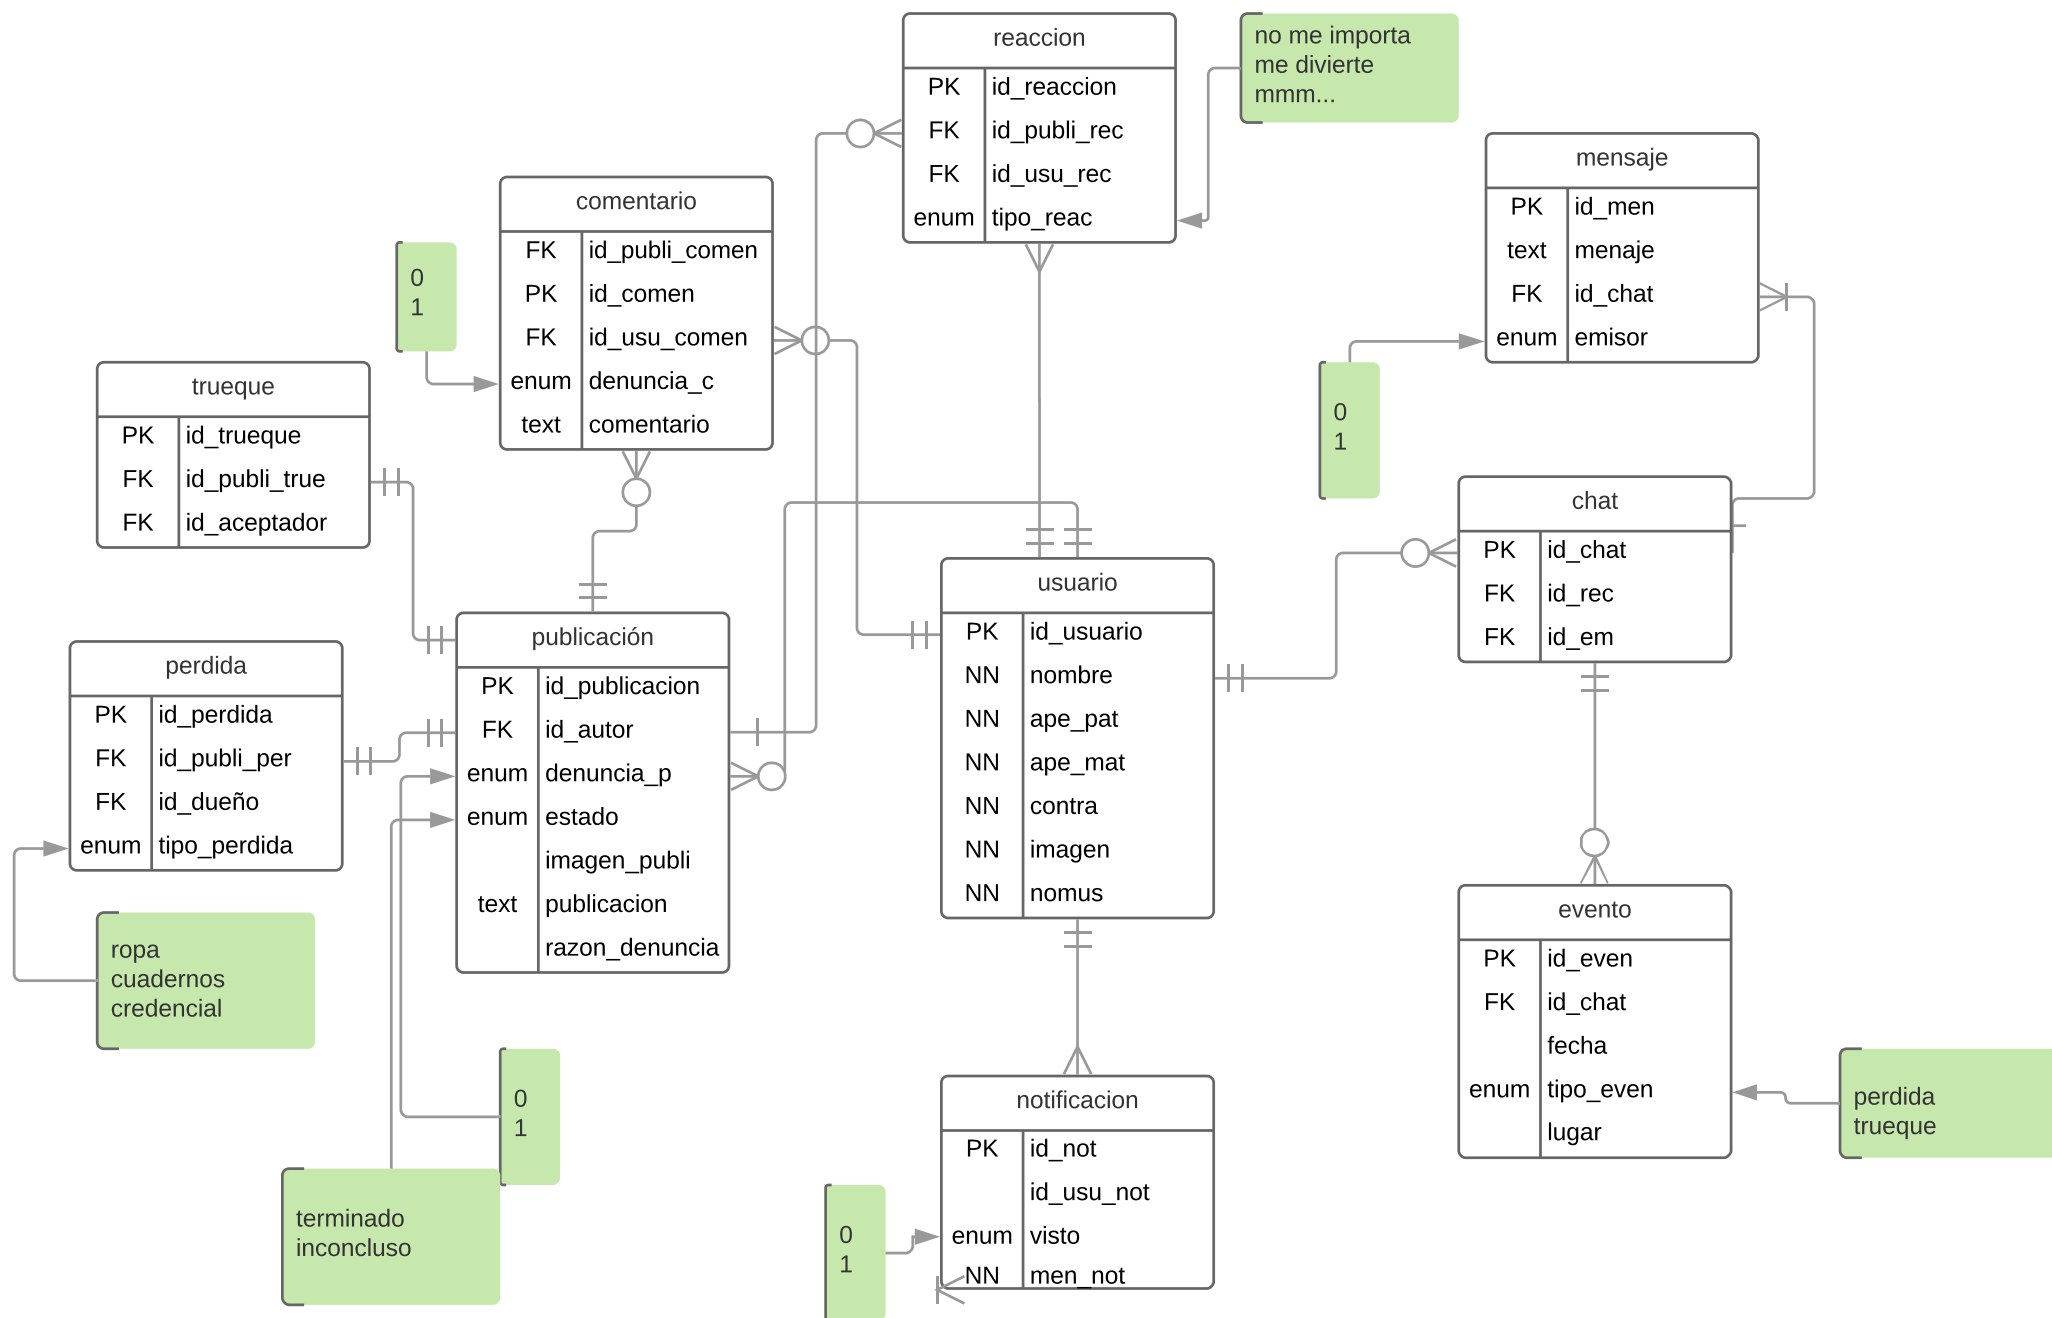 reaccion
PK id_reaccion
FK id_publi_rec
FK id_usu_rec
enum tipo_reac
no me importa
me divierte
mmm...
mensaje
PK id_men
text menaje
FK id_chat
enum emisor
0
1
comentario
FK id_publi_comen
PK id_comen
FK id_usu_comen
enum denuncia_c
text comentario
0
1
trueque
PK id_trueque
FK id_publi_true
FK id_aceptador
chat
PK id_chat
FK id_rec
FK id_em
usuario
PK id_usuario
NN nombre
NN ape_pat
NN ape_mat
NN contra
NN imagen
NN nomus
publicación
PK id_publicacion
FK id_autor
enum denuncia_p
enum estado
imagen_publi
text publicacion
razon_denuncia
perdida
PK id_perdida
FK id_publi_per
FK id_dueño
enum tipo_perdida
ropa
cuadernos
credencial
0
1
terminado
inconcluso
evento
PK id_even
FK id_chat
fecha
enum tipo_even
lugar
perdida
trueque
notificacion
PK id_not
id_usu_not
enum visto
NN men_not
0
1